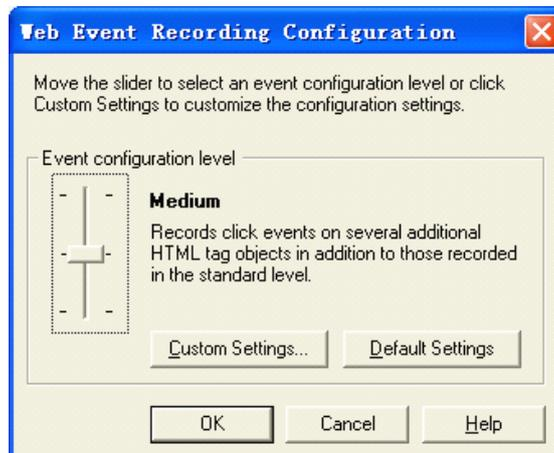 Web Event Recording Configuration
Move the slider to select an event configuration level or click
Custom Settings to customize the configuration settings.
Event configuration level
Medium
Records click events on several additional
HTML tag objects in addition to those recorded
in the standard level.
Custom Settings... Default Settings
OK Cancel Help